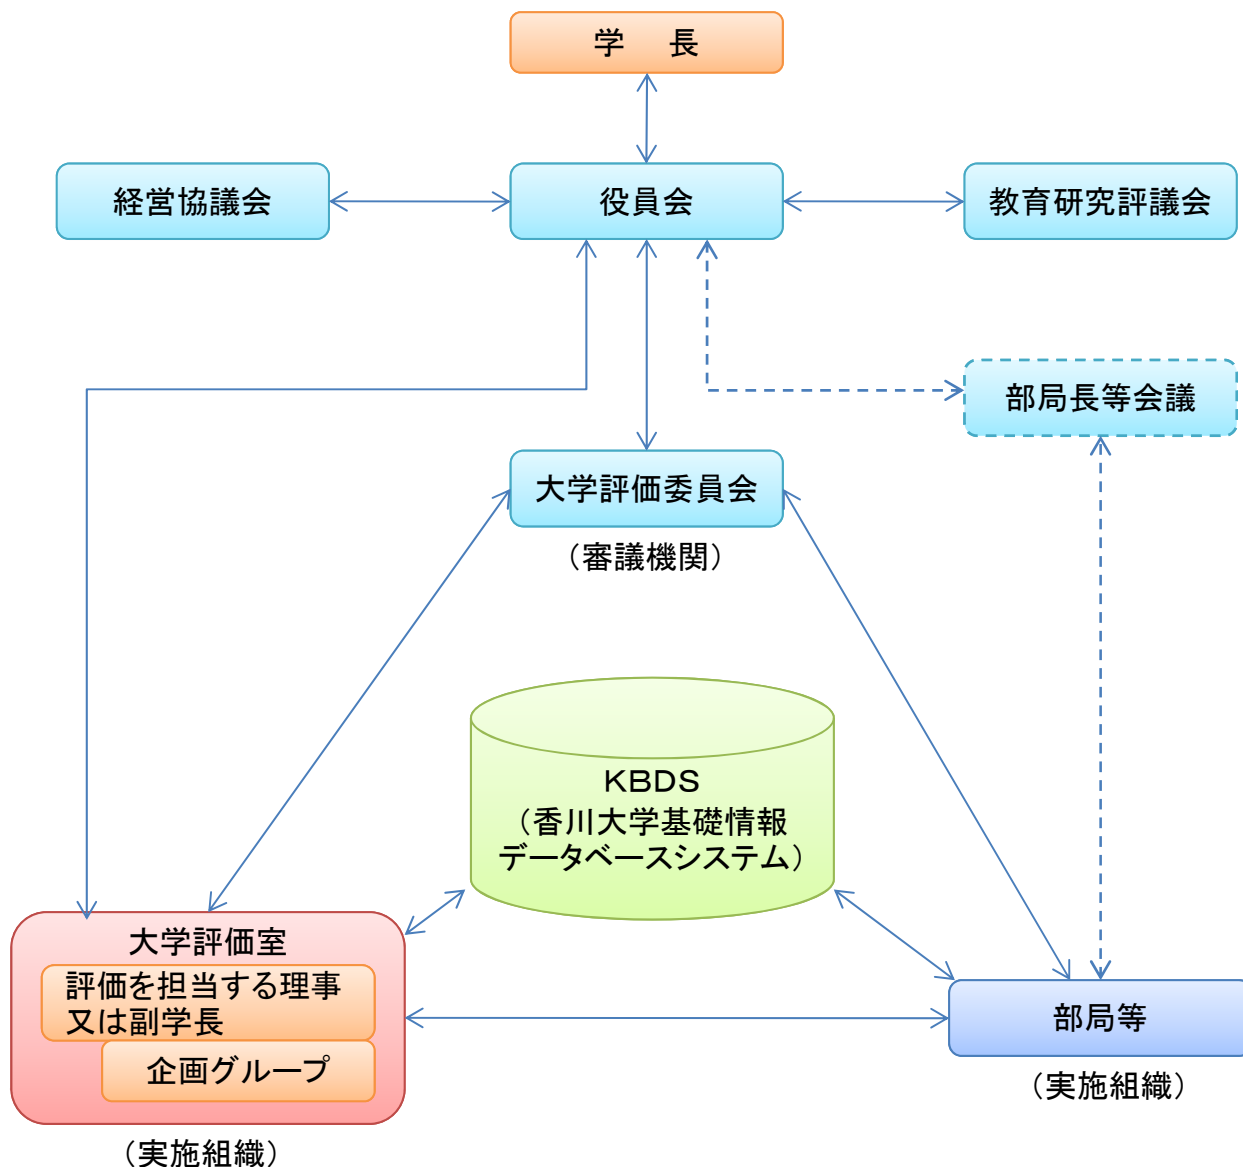 学　長
経営協議会
役員会
教育研究評議会
部局長等会議
大学評価委員会
（審議機関）
KBDS
（香川大学基礎情報
データベースシステム）
大学評価室
評価を担当する理事
又は副学長
企画グループ
（実施組織）
部局等
（実施組織）